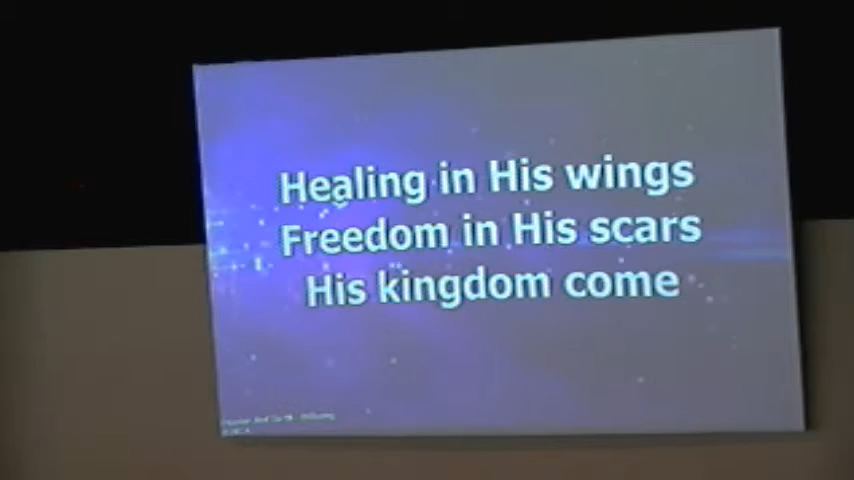 Healing in His wings
Freedom in His scars
His kingdom come